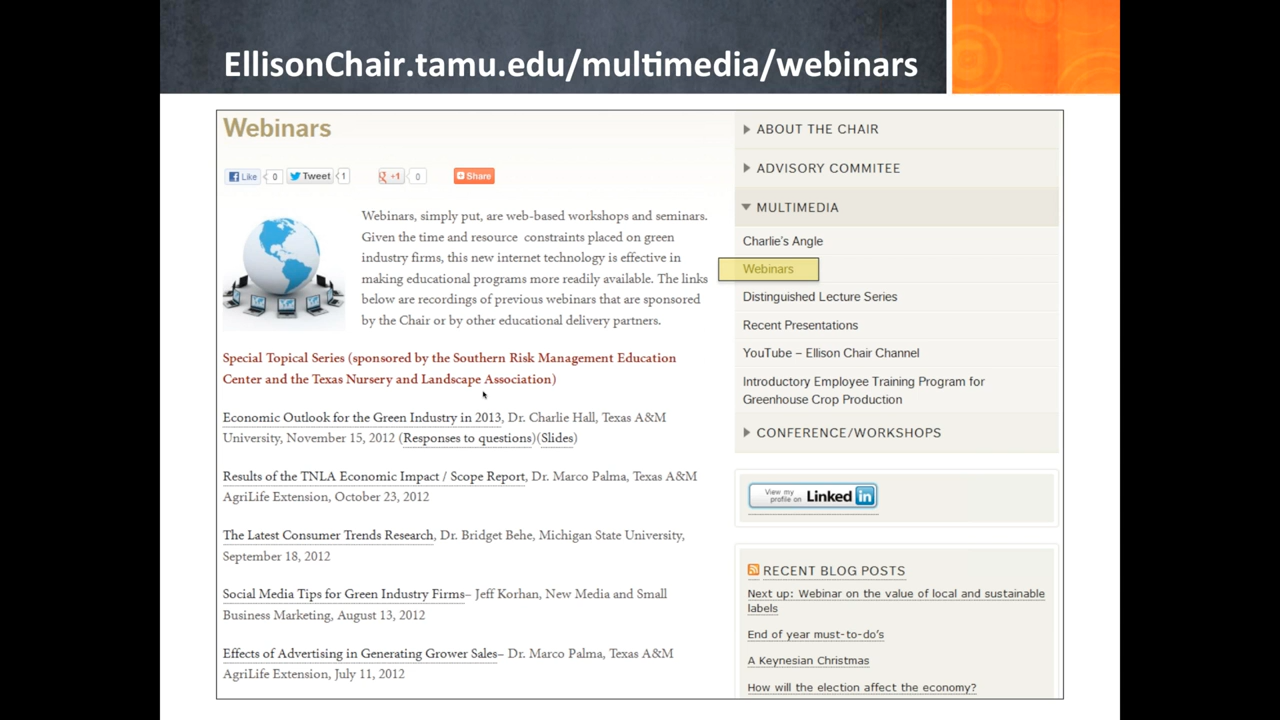 EllisonChair.tamu.edu/multimedia/webinars
Webinars
Like 0 Tweet 1 +1 0 Share
Webinars, simply put, are web-based workshops and seminars.
Given the time and resource constraints placed on green
industry firms, this new internet technology is effective in
making educational programs more readily available. The links
below are recordings of previous webinars that are sponsored
by the Chair or by other educational delivery partners.
Special Topical Series (sponsored by the Southern Risk Management Education
Center and the Texas Nursery and Landscape Association)
Economic Outlook for the Green Industry in 2013, Dr. Charlie Hall, Texas A&M
University, November 15, 2012 (Responses to questions)(Slides)
Results of the TNLA Economic Impact / Scope Report, Dr. Marco Palma, Texas A&M
AgriLife Extension, October 23, 2012
The Latest Consumer Trends Research, Dr. Bridget Behe, Michigan State University,
September 18, 2012
Social Media Tips for Green Industry Firms– Jeff Korhan, New Media and Small
Business Marketing, August 13, 2012
Effects of Advertising in Generating Grower Sales– Dr. Marco Palma, Texas A&M
AgriLife Extension, July 11, 2012
ABOUT THE CHAIR
ADVISORY COMMITEE
MULTIMEDIA
Charlie's Angle
Webinars
Distinguished Lecture Series
Recent Presentations
YouTube – Ellison Chair Channel
Introductory Employee Training Program for
Greenhouse Crop Production
CONFERENCE/WORKSHOPS
View my
profile on
Linked in
RECENT BLOG POSTS
Next up: Webinar on the value of local and sustainable
labels
End of year must-to-do's
A Keynesian Christmas
How will the election affect the economy?